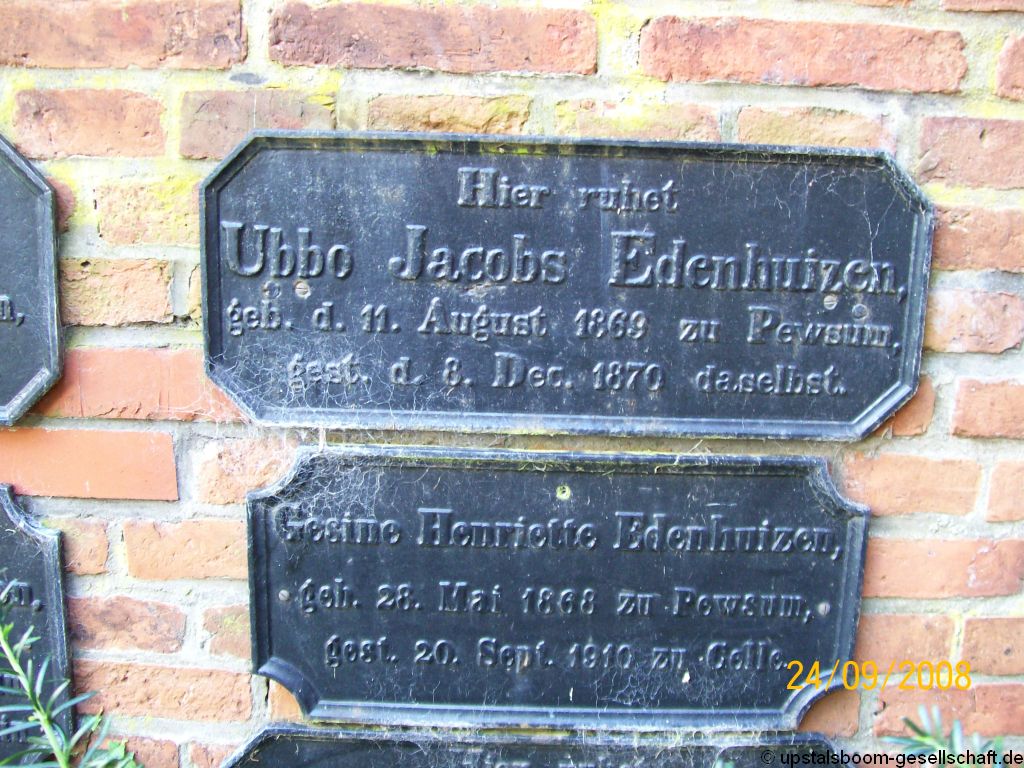 Hier ruhet
Ubbo Jacobs Edenhuizen,
geb. d. 11. August 1869 zu Pewsum,
gest. d. 8. Dec. 1870 daselbst.
Gesine Henriette Edenhuizen,
geb. 28. Mai 1868 zu Pewsum,
gest. 20. Sept. 1910 zu Celle.
24/09/2008
© upstalsboom-gesellschaft.de